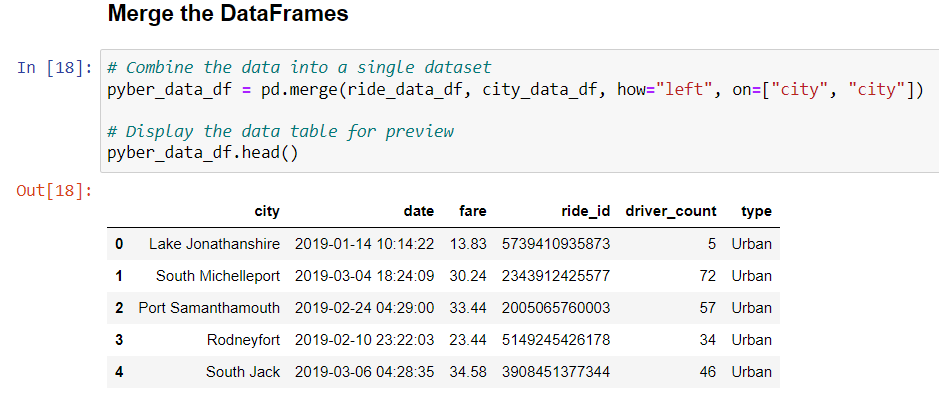 Merge the DataFrames
In [18]: # Combine the data into a single dataset
pyber_data_df = pd.merge(ride_data_df, city_data_df, how="left", on=["city", "city"])
# Display the data table for preview
pyber_data_df.head()
Out[18]:
city date fare ride_id driver_count type
0 Lake Jonathanshire 2019-01-14 10:14:22 13.83 5739410935873 5 Urban
1 South Michelleport 2019-03-04 18:24:09 30.24 2343912425577 72 Urban
2 Port Samanthamouth 2019-02-24 04:29:00 33.44 2005065760003 57 Urban
3 Rodneyfort 2019-02-10 23:22:03 23.44 5149245426178 34 Urban
4 South Jack 2019-03-06 04:28:35 34.58 3908451377344 46 Urban